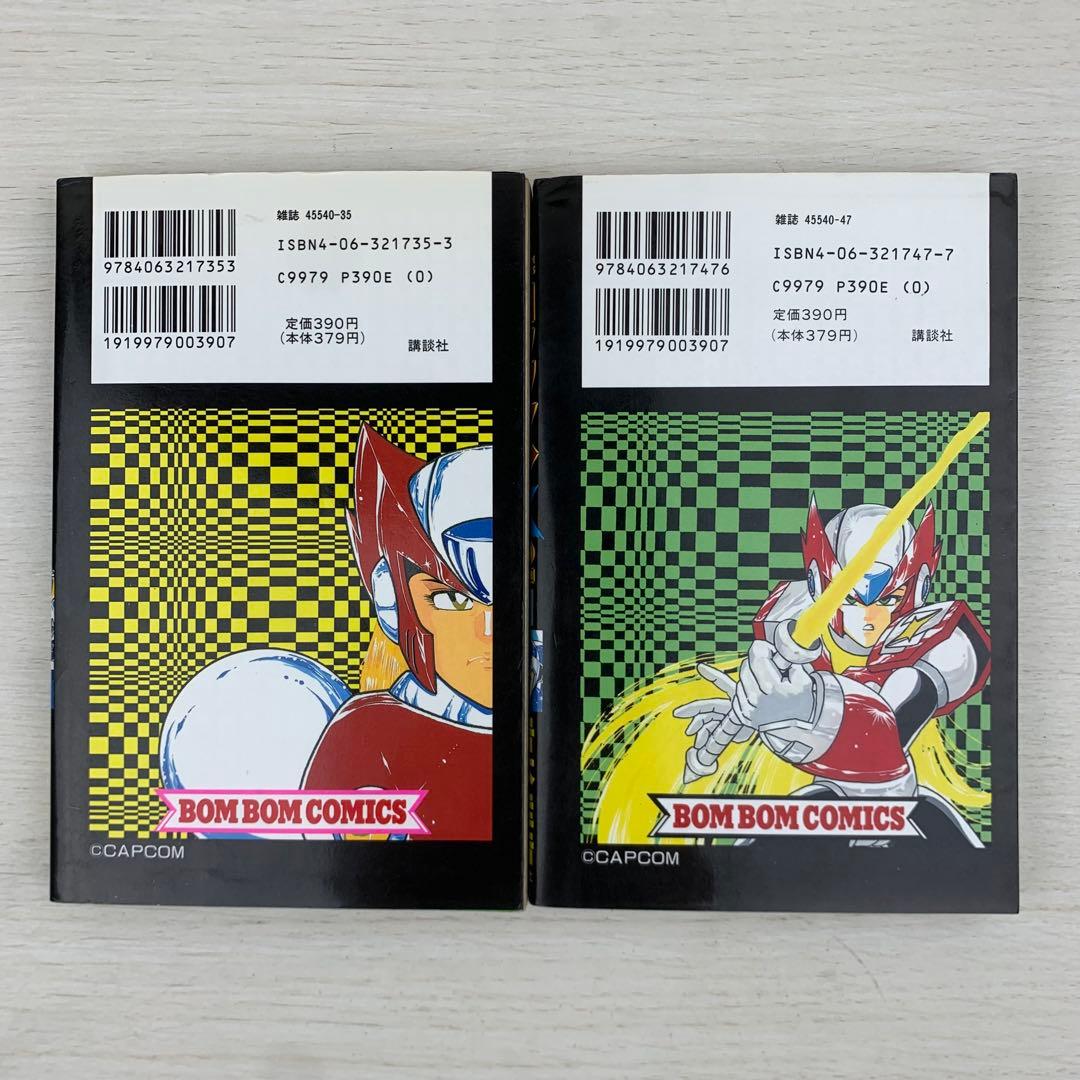 9784063217353
1919979003907
雑誌 45540-35
ISBN4-06-321735-3
C9979 P390E (0)
定価390円
(本体379円)
講談社
BOM BOM COMICS
©CAPCOM
9784063217476
1919979003907
雑誌 45540-47
ISBN4-06-321747-7
C9979 P390E (0)
定価390円
(本体379円)
講談社
BOM BOM COMICS
©CAPCOM